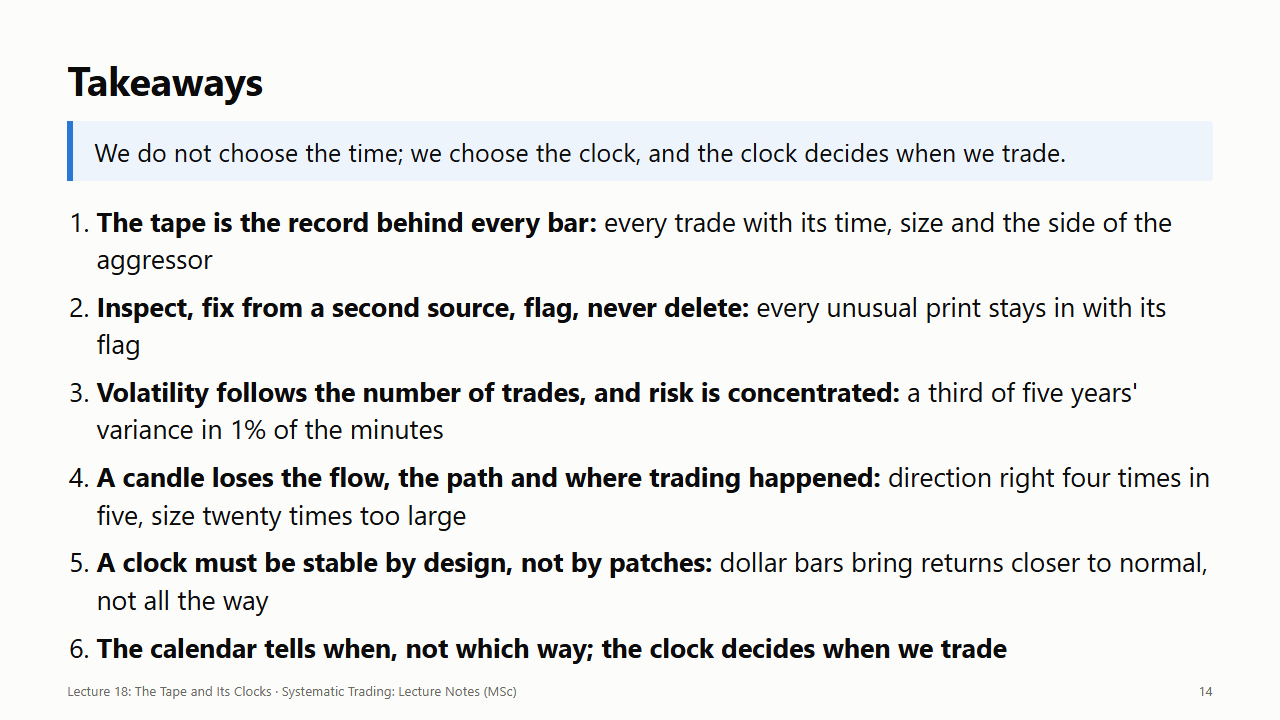 Takeaways
We do not choose the time; we choose the clock, and the clock decides when we trade.
1. The tape is the record behind every bar: every trade with its time, size and the side of the
aggressor
2. Inspect, fix from a second source, flag, never delete: every unusual print stays in with its
flag
3. Volatility follows the number of trades, and risk is concentrated: a third of five years'
variance in 1% of the minutes
4. A candle loses the flow, the path and where trading happened: direction right four times in
five, size twenty times too large
5. A clock must be stable by design, not by patches: dollar bars bring returns closer to normal,
not all the way
6. The calendar tells when, not which way; the clock decides when we trade
Lecture 18: The Tape and Its Clocks · Systematic Trading: Lecture Notes (MSc)
14